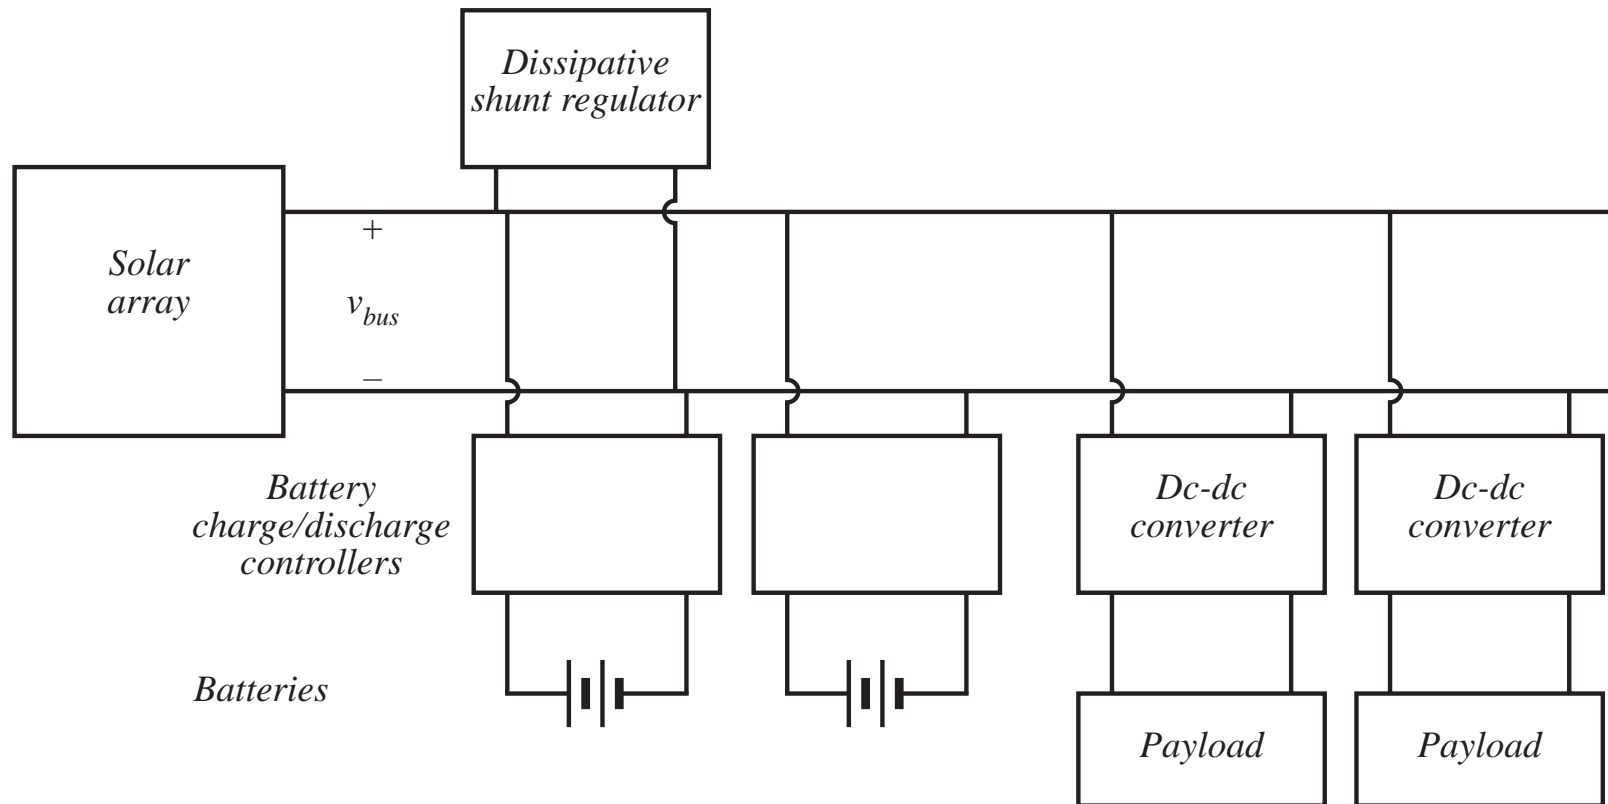 Dissipative
shunt regulator
Solar
array
+
v_bus
–
Battery
charge/discharge
controllers
Dc-dc
converter
Dc-dc
converter
Batteries
Payload
Payload